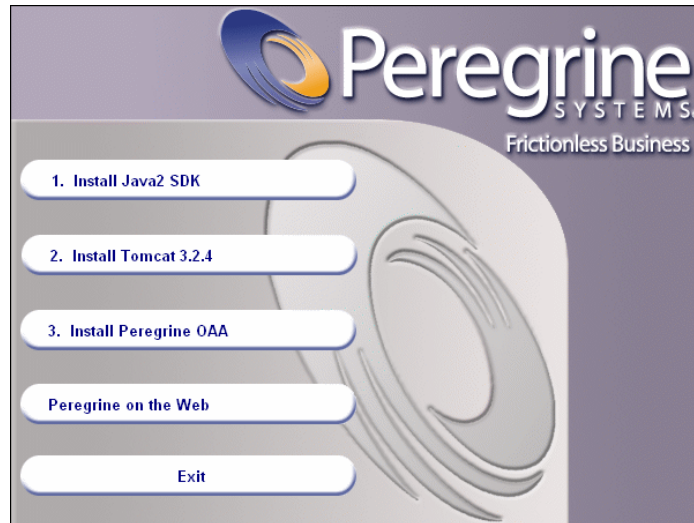 Peregrine
SYSTEMS
Frictionless Business
1. Install Java2 SDK
2. Install Tomcat 3.2.4
3. Install Peregrine OAA
Peregrine on the Web
Exit